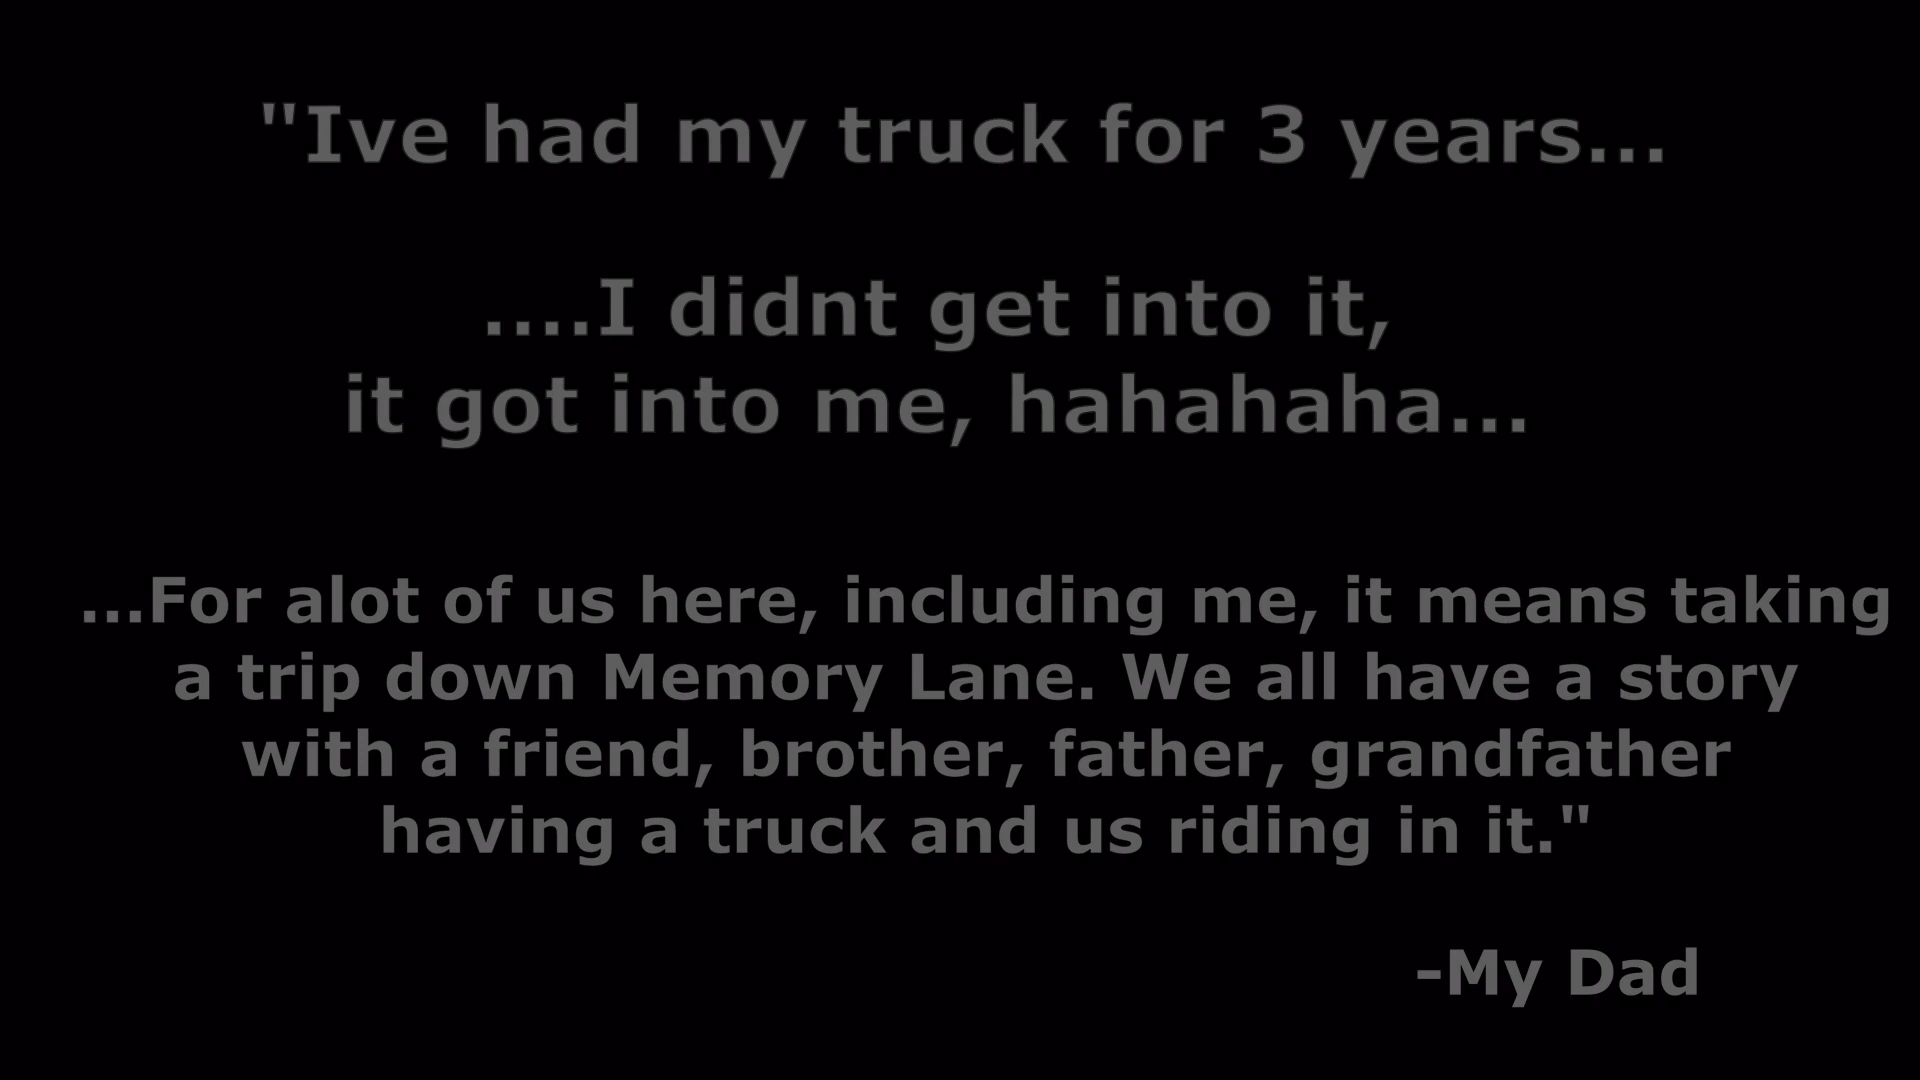 "Ive had my truck for 3 years...
....I didnt get into it,
it got into me, hahahaha...
...For alot of us here, including me, it means taking
a trip down Memory Lane. We all have a story
with a friend, brother, father, grandfather
having a truck and us riding in it."
-My Dad